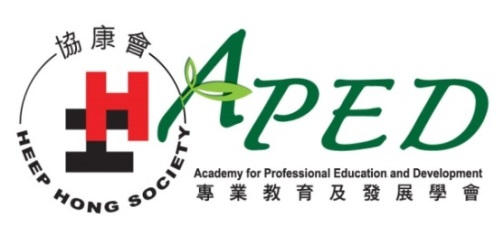 協康會
HEEP HONG SOCIETY
APED
Academy for Professional Education and Development
專業教育及發展學會